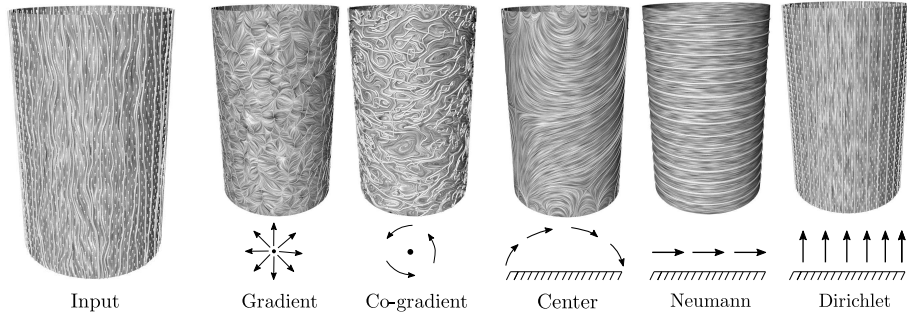 Input
Gradient
Co-gradient
Center
Neumann
Dirichlet